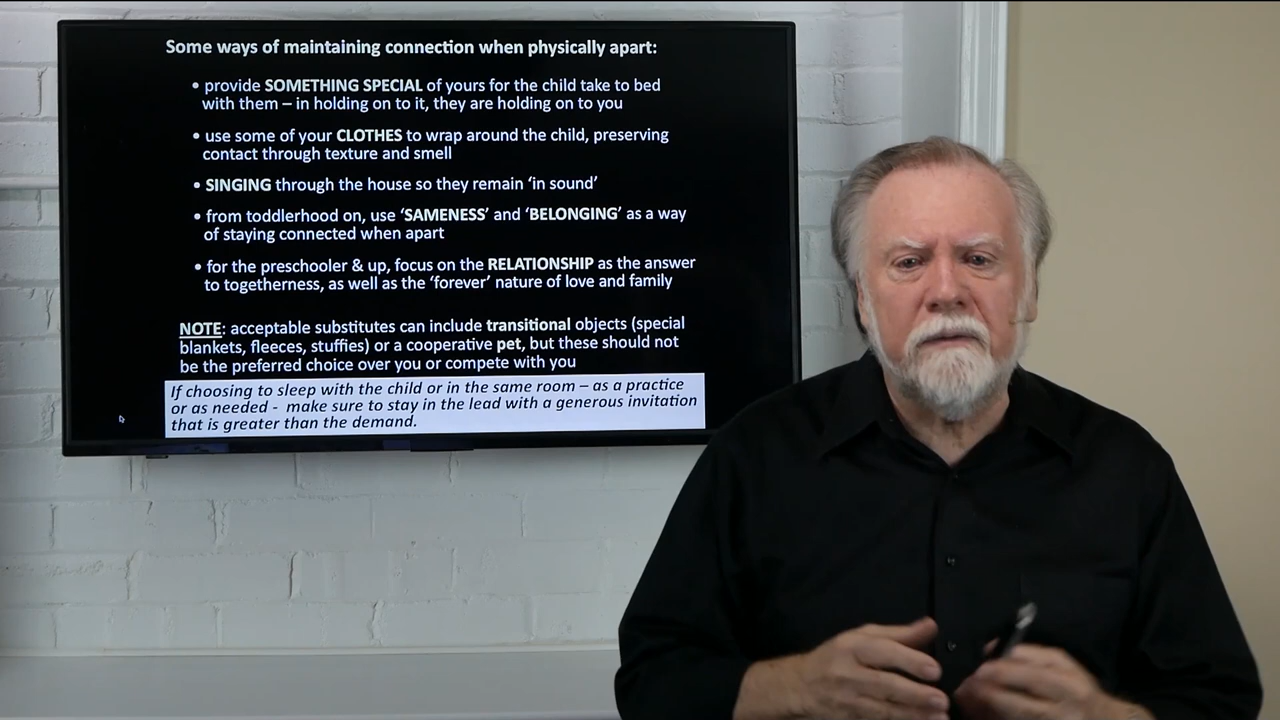 Some ways of maintaining connection when physically apart:
• provide SOMETHING SPECIAL of yours for the child take to bed
with them – in holding on to it, they are holding on to you
• use some of your CLOTHES to wrap around the child, preserving
contact through texture and smell
• SINGING through the house so they remain ‘in sound’
• from toddlerhood on, use ‘SAMENESS’ and ‘BELONGING’ as a way
of staying connected when apart
• for the preschooler & up, focus on the RELATIONSHIP as the answer
to togetherness, as well as the ‘forever’ nature of love and family
NOTE: acceptable substitutes can include transitional objects (special
blankets, fleeces, stuffies) or a cooperative pet, but these should not
be the preferred choice over you or compete with you
If choosing to sleep with the child or in the same room – as a practice
or as needed - make sure to stay in the lead with a generous invitation
that is greater than the demand.